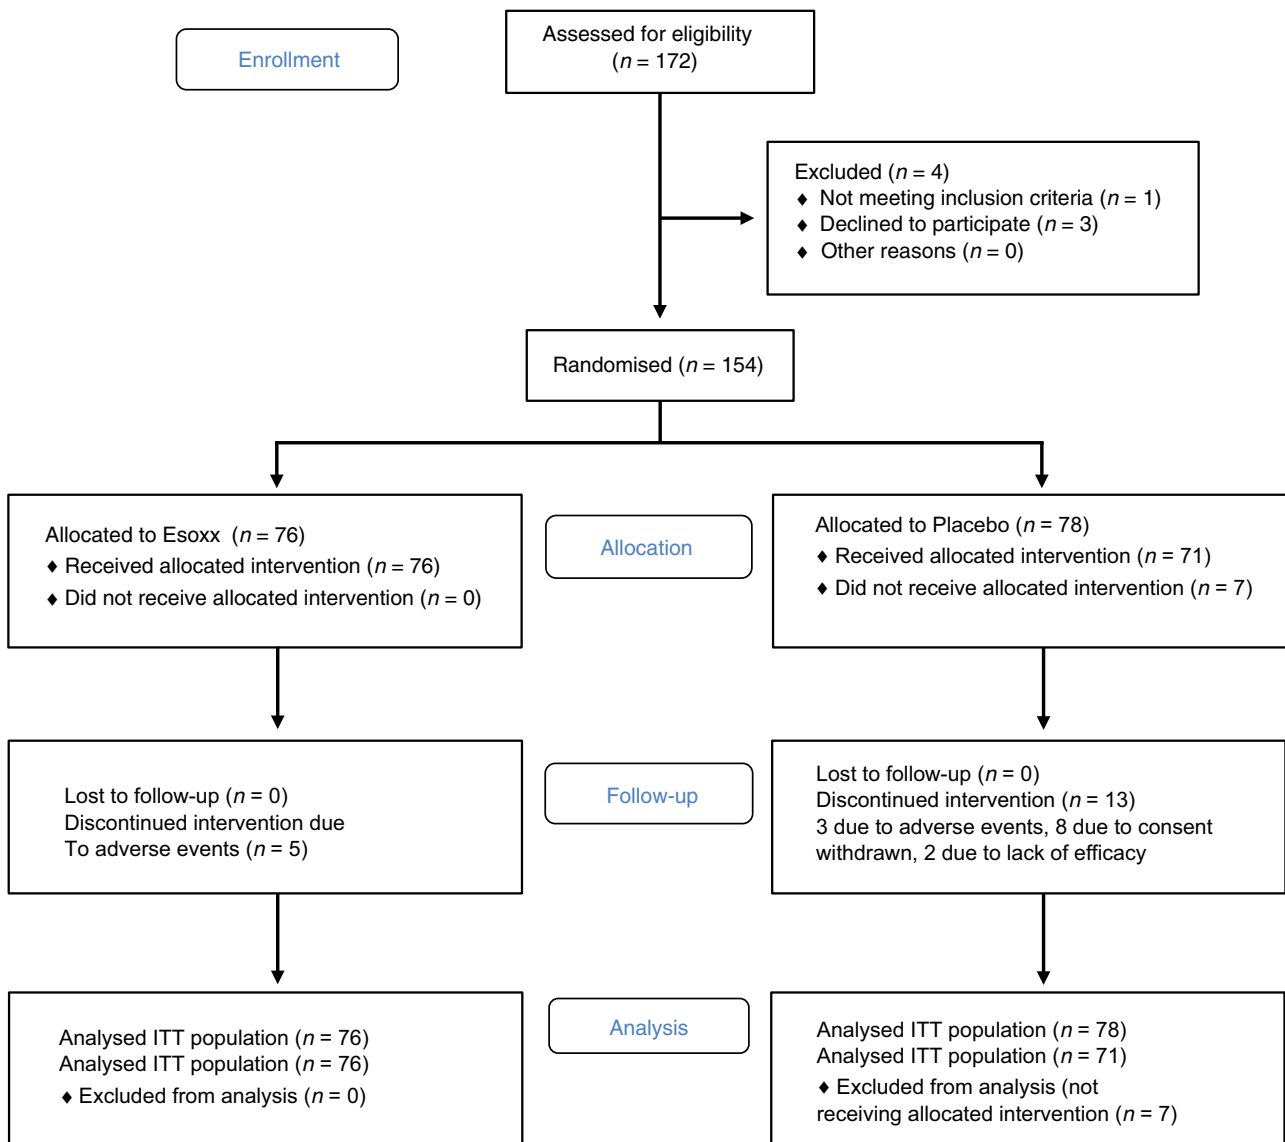 Enrollment
Assessed for eligibility
(n = 172)
Excluded (n = 4)
♦ Not meeting inclusion criteria (n = 1)
♦ Declined to participate (n = 3)
♦ Other reasons (n = 0)
Randomised (n = 154)
Allocated to Esoxx (n = 76)
♦ Received allocated intervention (n = 76)
♦ Did not receive allocated intervention (n = 0)
Allocation
Allocated to Placebo (n = 78)
♦ Received allocated intervention (n = 71)
♦ Did not receive allocated intervention (n = 7)
Lost to follow-up (n = 0)
Discontinued intervention due
To adverse events (n = 5)
Follow-up
Lost to follow-up (n = 0)
Discontinued intervention (n = 13)
3 due to adverse events, 8 due to consent
withdrawn, 2 due to lack of efficacy
Analysed ITT population (n = 76)
Analysed ITT population (n = 76)
♦ Excluded from analysis (n = 0)
Analysis
Analysed ITT population (n = 78)
Analysed ITT population (n = 71)
♦ Excluded from analysis (not
receiving allocated intervention (n = 7)